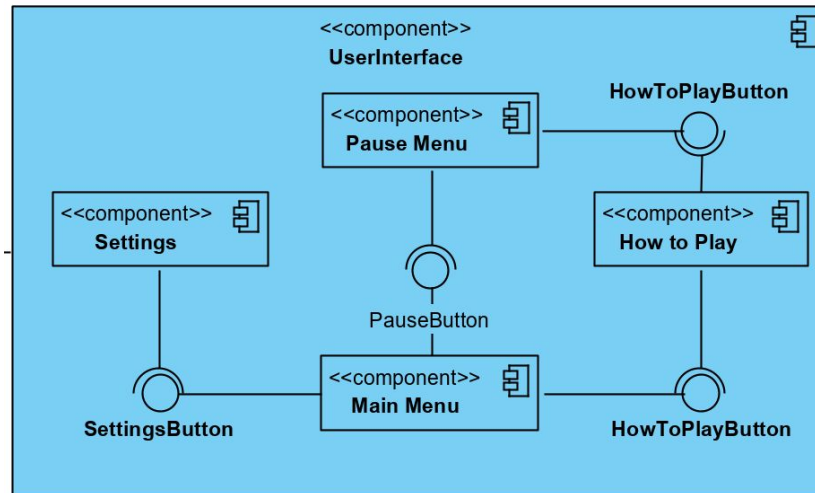 <<component>>
UserInterface
HowToPlayButton
<<component>>
Pause Menu
<<component>>
Settings
<<component>>
How to Play
PauseButton
<<component>>
Main Menu
SettingsButton
HowToPlayButton